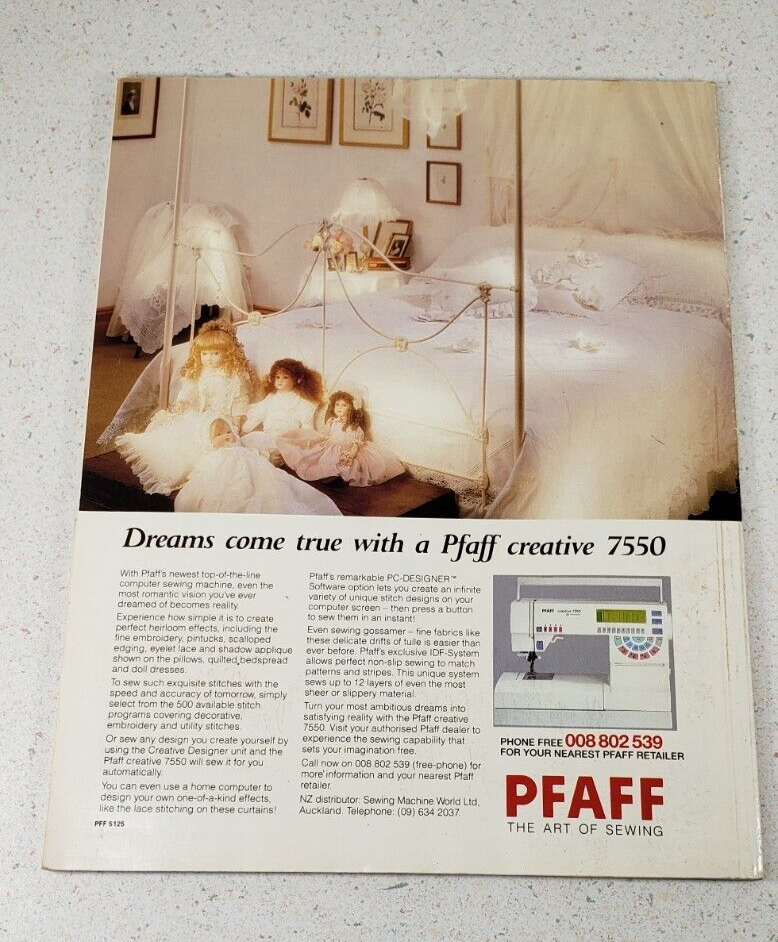 Dreams come true with a Pfaff creative 7550
With Pfaff's newest top-of-the-line
computer sewing machine, even the
most romantic vision you've ever
dreamed of becomes reality.
Experience how simple it is to create
perfect heirloom effects, including the
fine embroidery, pintucks, scalloped
edging, eyelet lace and shadow applique
shown on the pillows, quilted bedspread
and doll dresses.
To sew such exquisite stitches with the
speed and accuracy of tomorrow, simply
select from the 500 available stitch
programs covering decorative,
embroidery and utility stitches.
Or sew any design you create yourself by
using the Creative Designer unit and the
Pfaff creative 7550 will sew it for you
automatically.
You can even use a home computer to
design your own one-of-a-kind effects,
like the lace stitching on these curtains!
PFF 5125
Pfaff's remarkable PC-DESIGNER™
Software option lets you create an infinite
variety of unique stitch designs on your
computer screen – then press a button
to sew them in an instant!
Even sewing gossamer – fine fabrics like
these delicate drifts of tulle is easier than
ever before. Pfaff's exclusive IDF-System
allows perfect non-slip sewing to match
patterns and stripes. This unique system
sews up to 12 layers of even the most
sheer or slippery material.
Turn your most ambitious dreams into
satisfying reality with the Pfaff creative
7550. Visit your authorised Pfaff dealer to
experience the sewing capability that
sets your imagination free.
Call now on 008 802 539 (free-phone) for
more information and your nearest Pfaff
retailer.
NZ distributor: Sewing Machine World Ltd,
Auckland. Telephone: (09) 634 2037.
PFAFF creative 7550
PHONE FREE 008 802 539
FOR YOUR NEAREST PFAFF RETAILER
PFAFF
THE ART OF SEWING